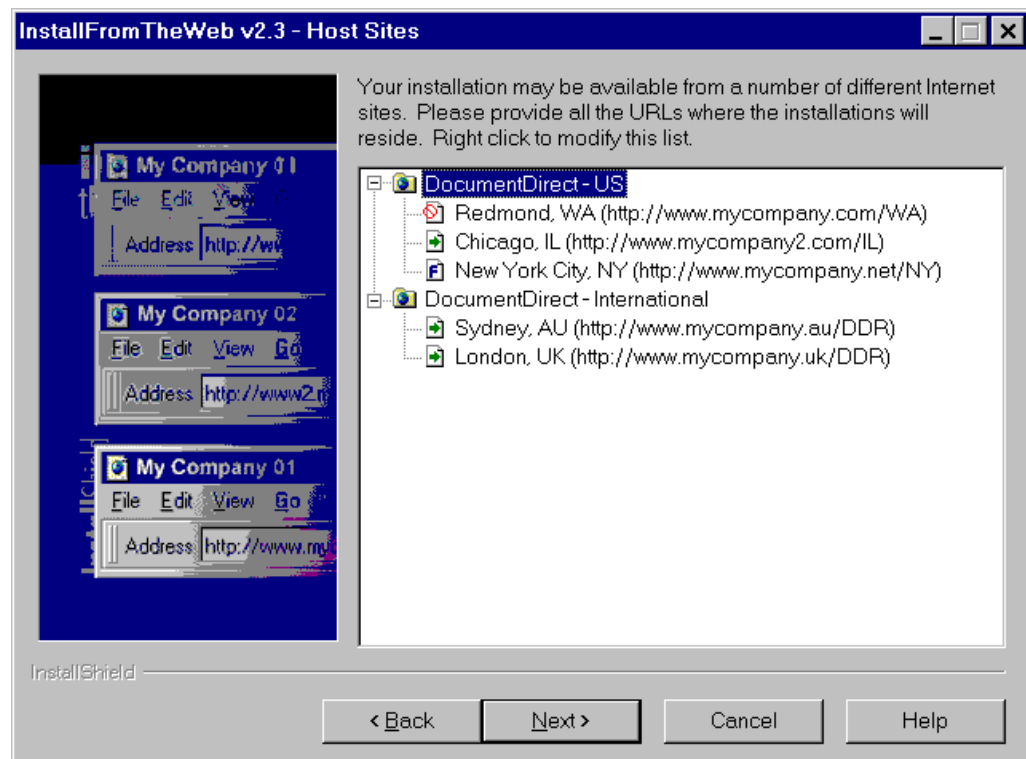 InstallFromTheWeb v2.3 - Host Sites
Your installation may be available from a number of different Internet
sites. Please provide all the URLs where the installations will
reside. Right click to modify this list.
DocumentDirect - US
Redmond, WA (http://www.mycompany.com/WA)
Chicago, IL (http://www.mycompany2.com/IL)
New York City, NY (http://www.mycompany.net/NY)
DocumentDirect - International
Sydney, AU (http://www.mycompany.au/DDR)
London, UK (http://www.mycompany.uk/DDR)
My Company 01
File Edit View
Address http://w
My Company 02
File Edit View Go
Address http://www2.
My Company 01
File Edit View Go
Address http://www.my
InstallShield
< Back Next > Cancel Help